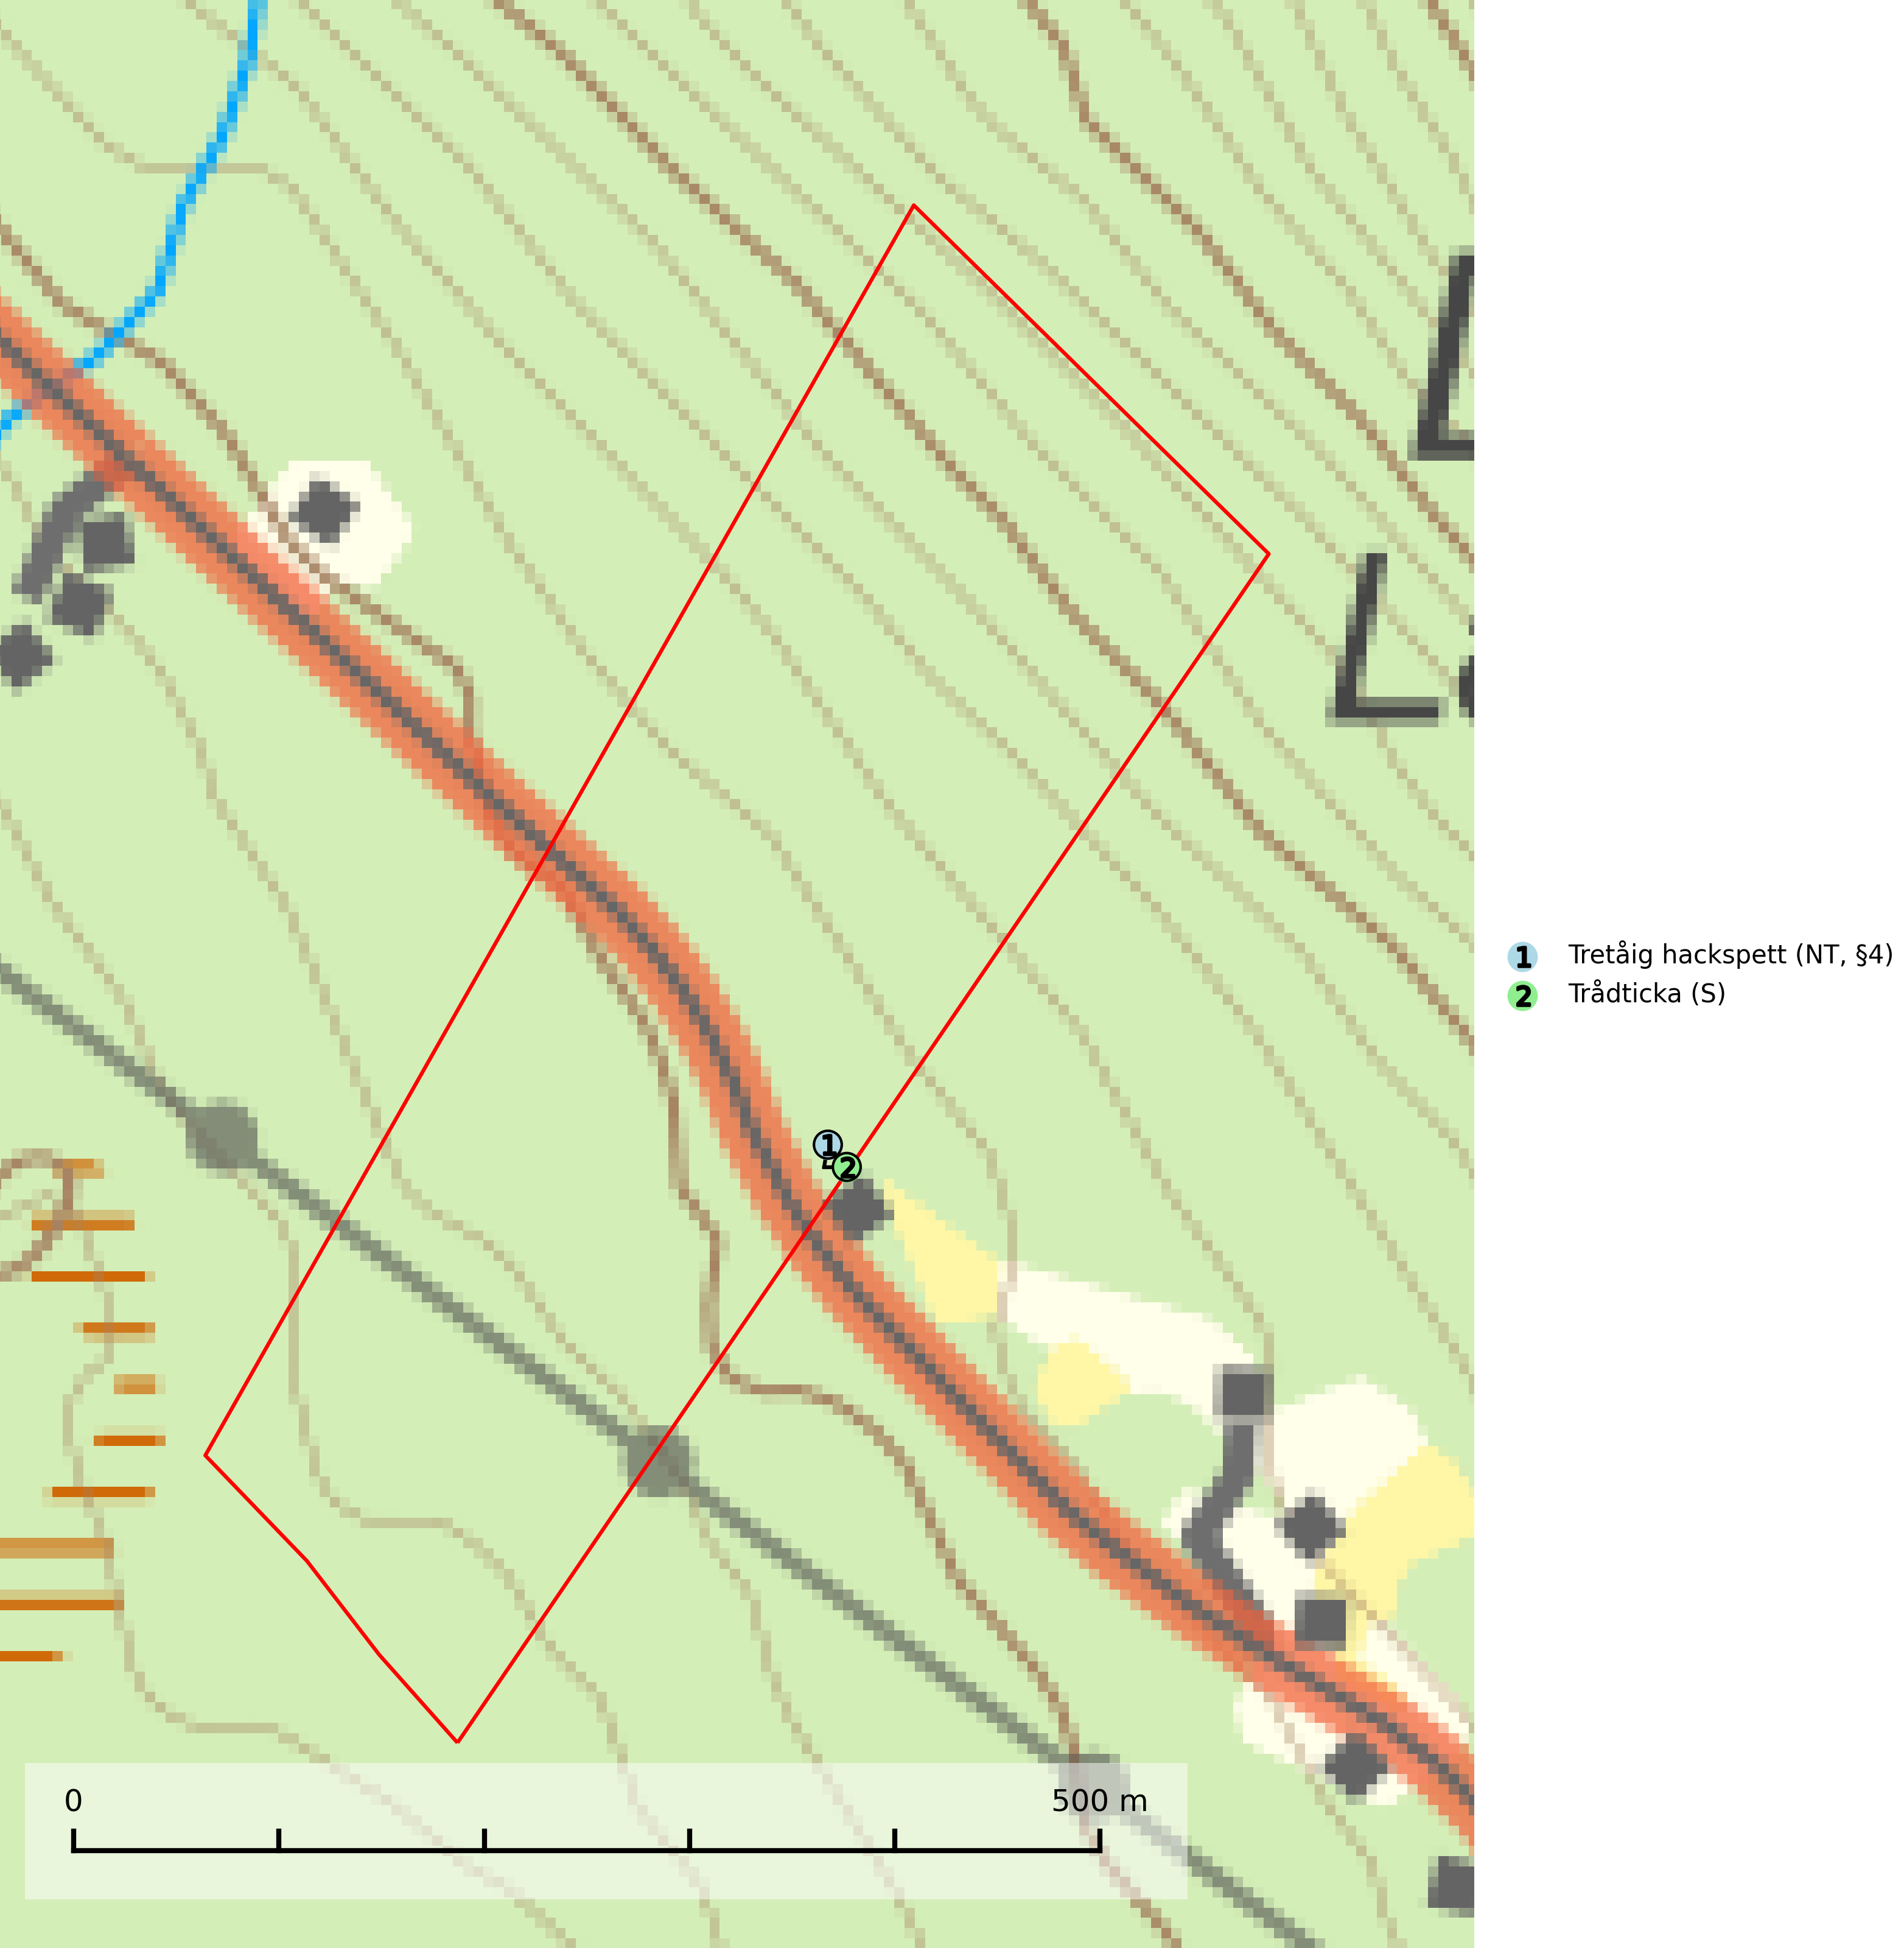 1
2
1 Tretåig hackspett (NT, §4)
2 Trådticka (S)
0 500 m